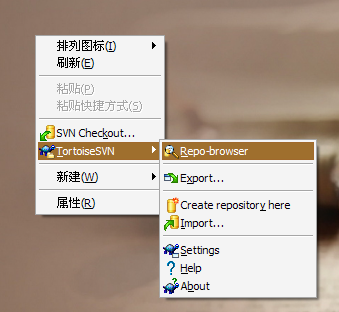 排列图标(I)
刷新(E)
粘贴(P)
粘贴快捷方式(S)
SVN Checkout...
TortoiseSVN
新建(W)
属性(R)
Repo-browser
Export...
Create repository here
Import...
Settings
Help
About